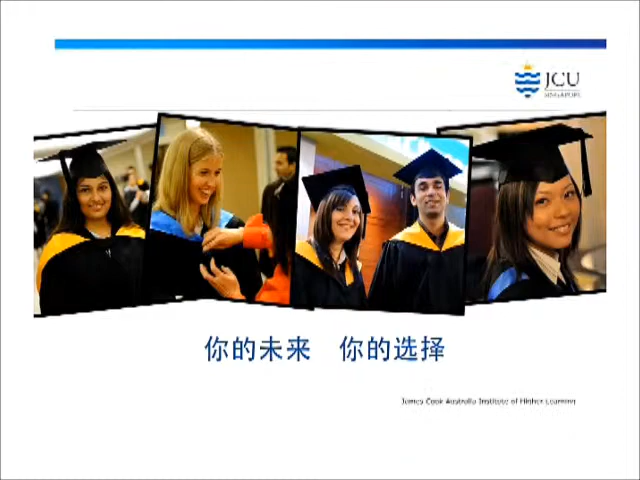 JCU
SINGAPORE
你的未来 你的选择
James Cook Australia Institute of Higher Learning